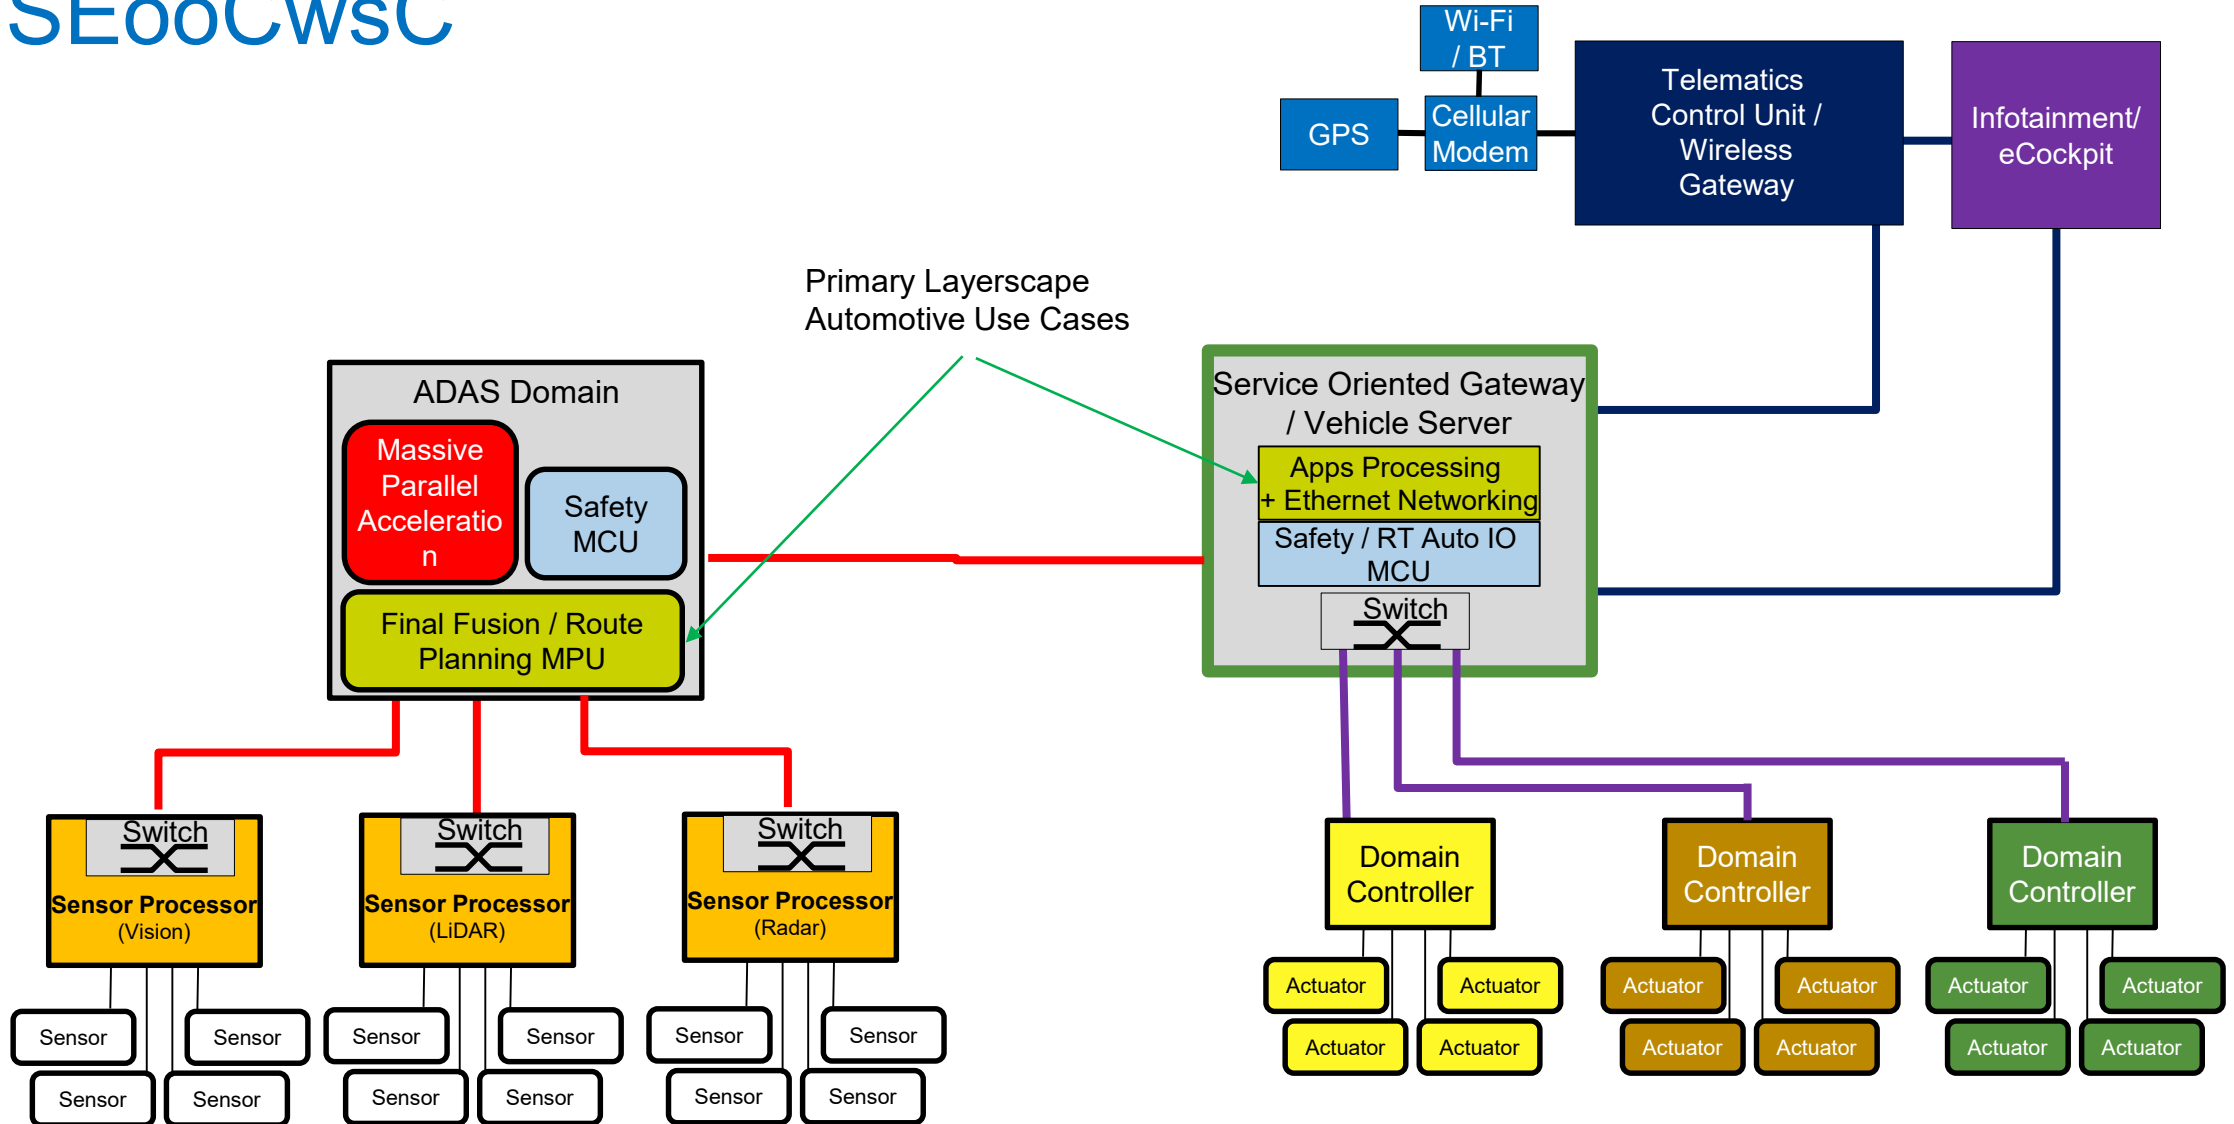 SEooCwsC
Wi-Fi
/ BT
GPS
Cellular
Modem
Telematics
Control Unit /
Wireless
Gateway
Infotainment/
eCockpit
Primary Layerscape
Automotive Use Cases
ADAS Domain
Massive
Parallel
Acceleratio
n
Safety
MCU
Final Fusion / Route
Planning MPU
Service Oriented Gateway
/ Vehicle Server
Apps Processing
+ Ethernet Networking
Safety / RT Auto IO
MCU
Switch
Switch
Sensor Processor
(Vision)
Switch
Sensor Processor
(LiDAR)
Switch
Sensor Processor
(Radar)
Domain
Controller
Domain
Controller
Domain
Controller
Sensor
Sensor
Sensor
Sensor
Sensor
Sensor
Sensor
Sensor
Sensor
Sensor
Sensor
Sensor
Actuator
Actuator
Actuator
Actuator
Actuator
Actuator
Actuator
Actuator
Actuator
Actuator
Actuator
Actuator